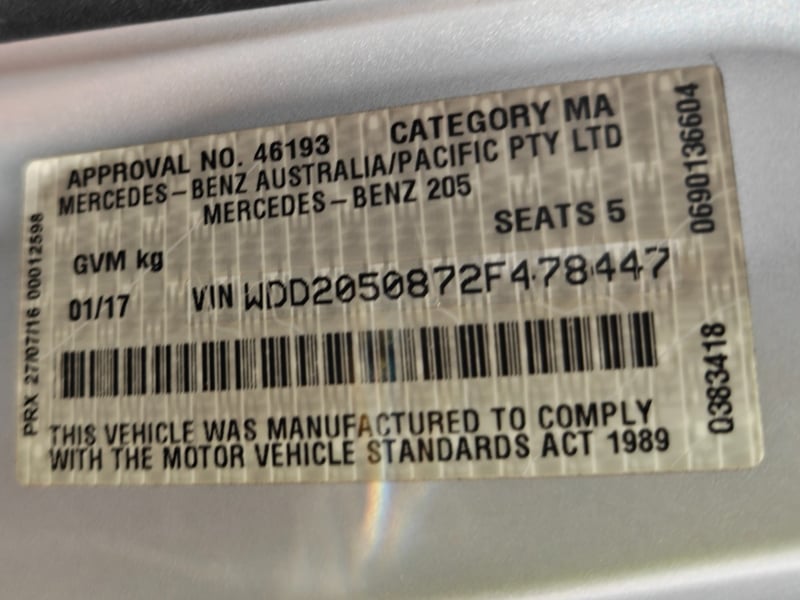 APPROVAL NO. 46193 CATEGORY MA
MERCEDES-BENZ AUSTRALIA/PACIFIC PTY LTD
MERCEDES-BENZ 205
SEATS 5
GVM kg
01/17 VIN WDD2050872F478447
THIS VEHICLE WAS MANUFACTURED TO COMPLY
WITH THE MOTOR VEHICLE STANDARDS ACT 1989
PRX 27/07/16 00012598
0690136604
Q383418